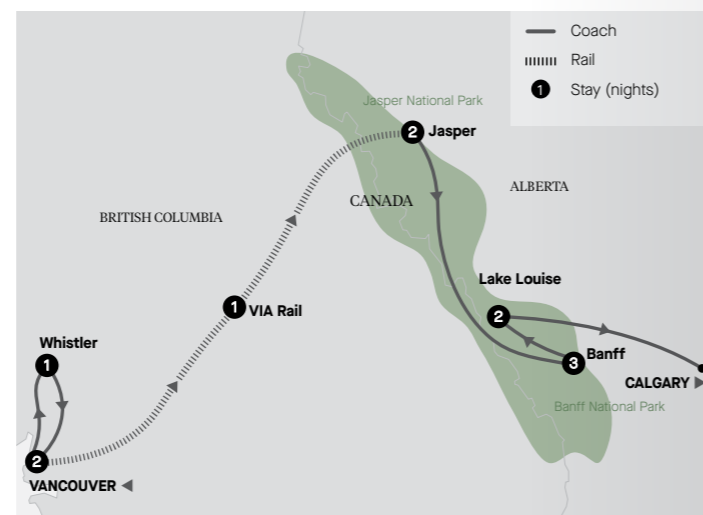 Coach
Rail
1 Stay (nights)
Jasper National Park
2 Jasper
ALBERTA
CANADA
BRITISH COLUMBIA
Lake Louise
2
1 VIA Rail
Whistler
1
Banff
3
CALGARY
Banff National Park
2
VANCOUVER